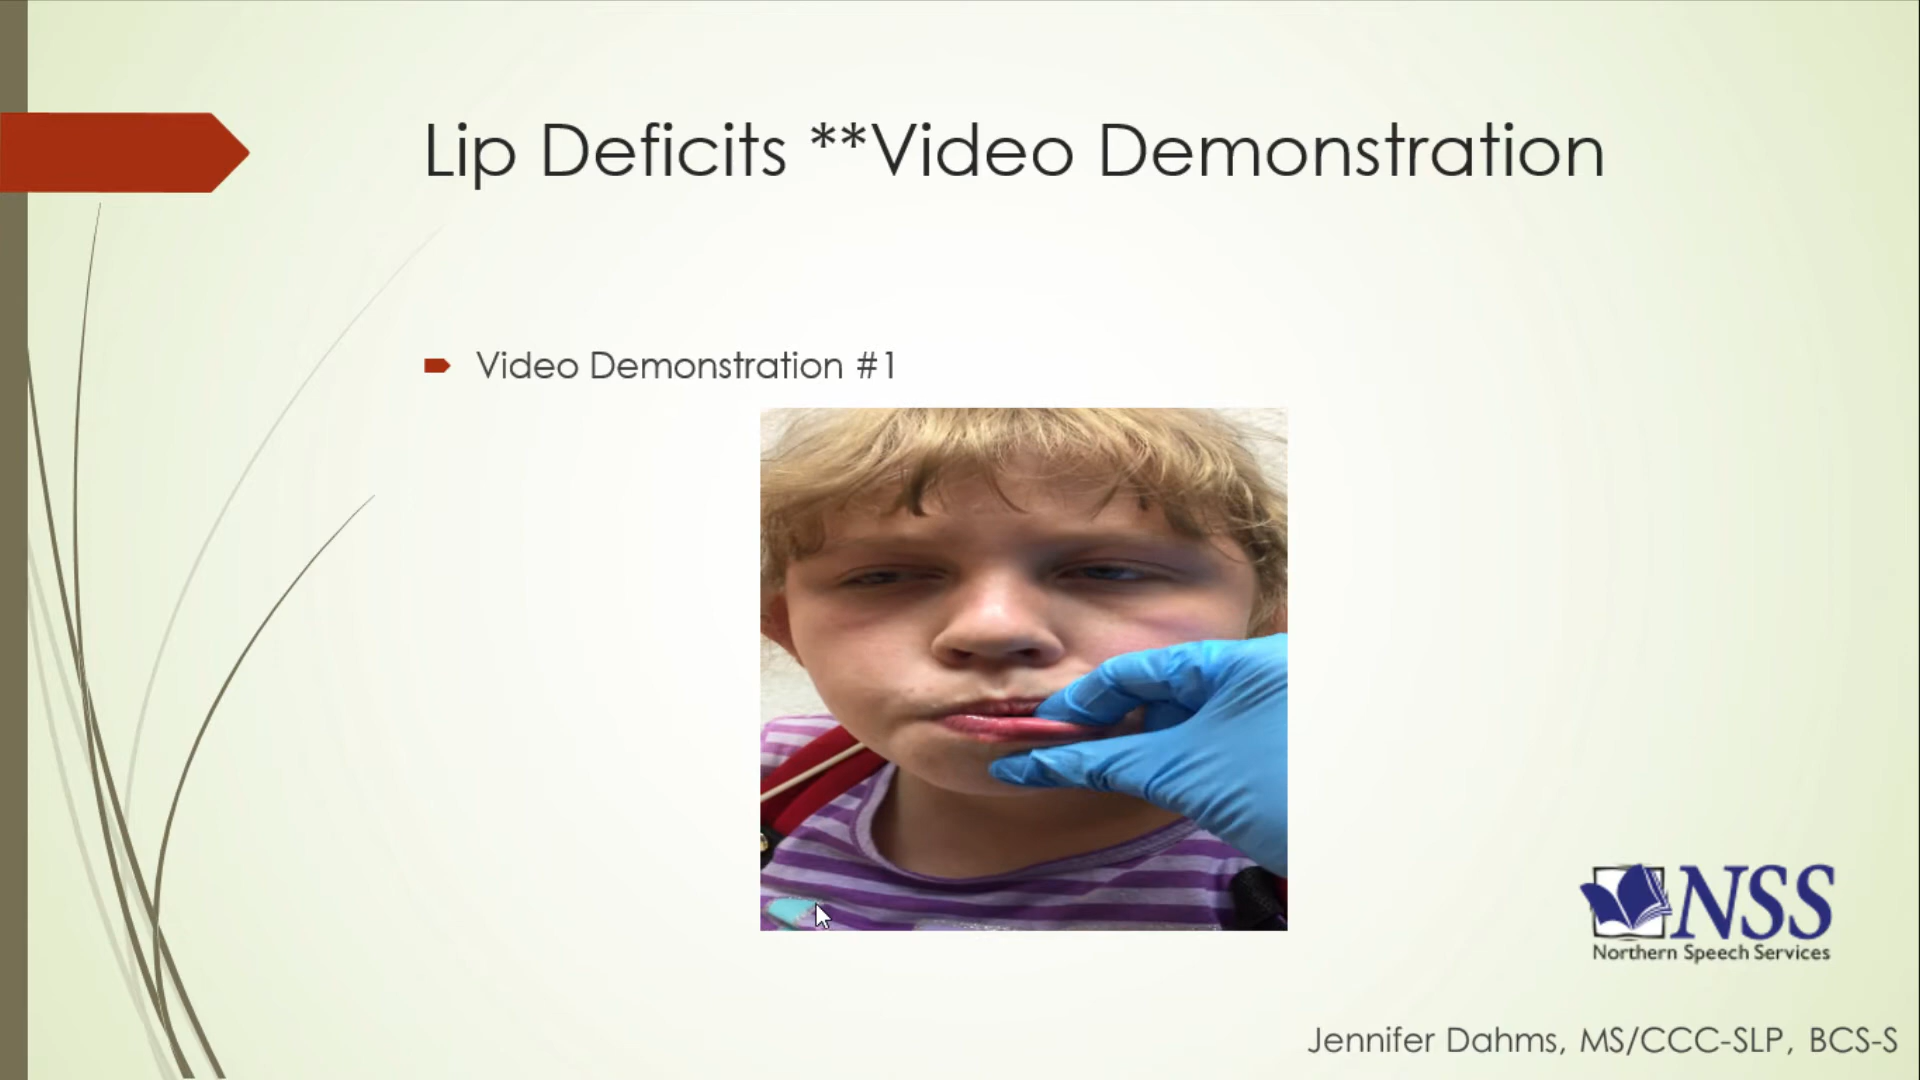 Lip Deficits **Video Demonstration
Video Demonstration #1
NSS
Northern Speech Services
Jennifer Dahms, MS/CCC-SLP, BCS-S